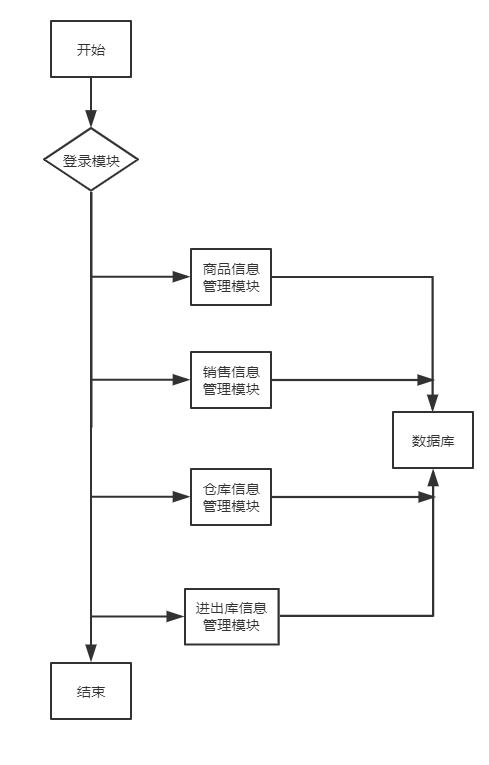 开始
登录模块
商品信息
管理模块
销售信息
管理模块
数据库
仓库信息
管理模块
进出库信息
管理模块
结束